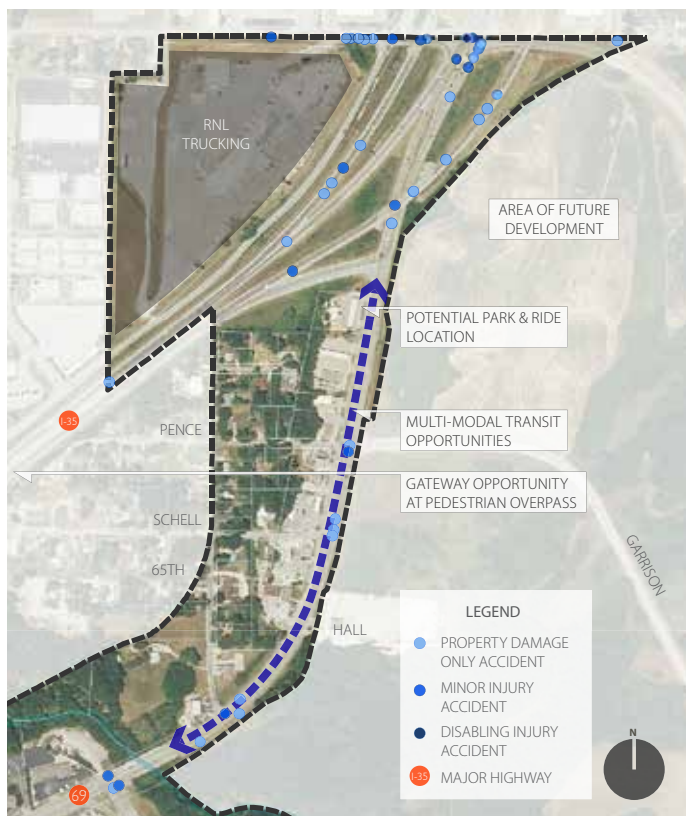 RNL
TRUCKING
AREA OF FUTURE
DEVELOPMENT
POTENTIAL PARK & RIDE
LOCATION
I-35
PENCE
MULTI-MODAL TRANSIT
OPPORTUNITIES
GATEWAY OPPORTUNITY
AT PEDESTRIAN OVERPASS
SCHELL
65TH
GARRISON
HALL
LEGEND
PROPERTY DAMAGE
ONLY ACCIDENT
MINOR INJURY
ACCIDENT
DISABLING INJURY
ACCIDENT
I-35
MAJOR HIGHWAY
N
69